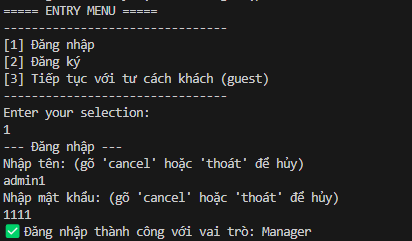 ===== ENTRY MENU =====
--------------------------------
[1] Đăng nhập
[2] Đăng ký
[3] Tiếp tục với tư cách khách (guest)
--------------------------------
Enter your selection:
1
--- Đăng nhập ---
Nhập tên: (gõ 'cancel' hoặc 'thoát' để hủy)
admin1
Nhập mật khẩu: (gõ 'cancel' hoặc 'thoát' để hủy)
1111
✅ Đăng nhập thành công với vai trò: Manager